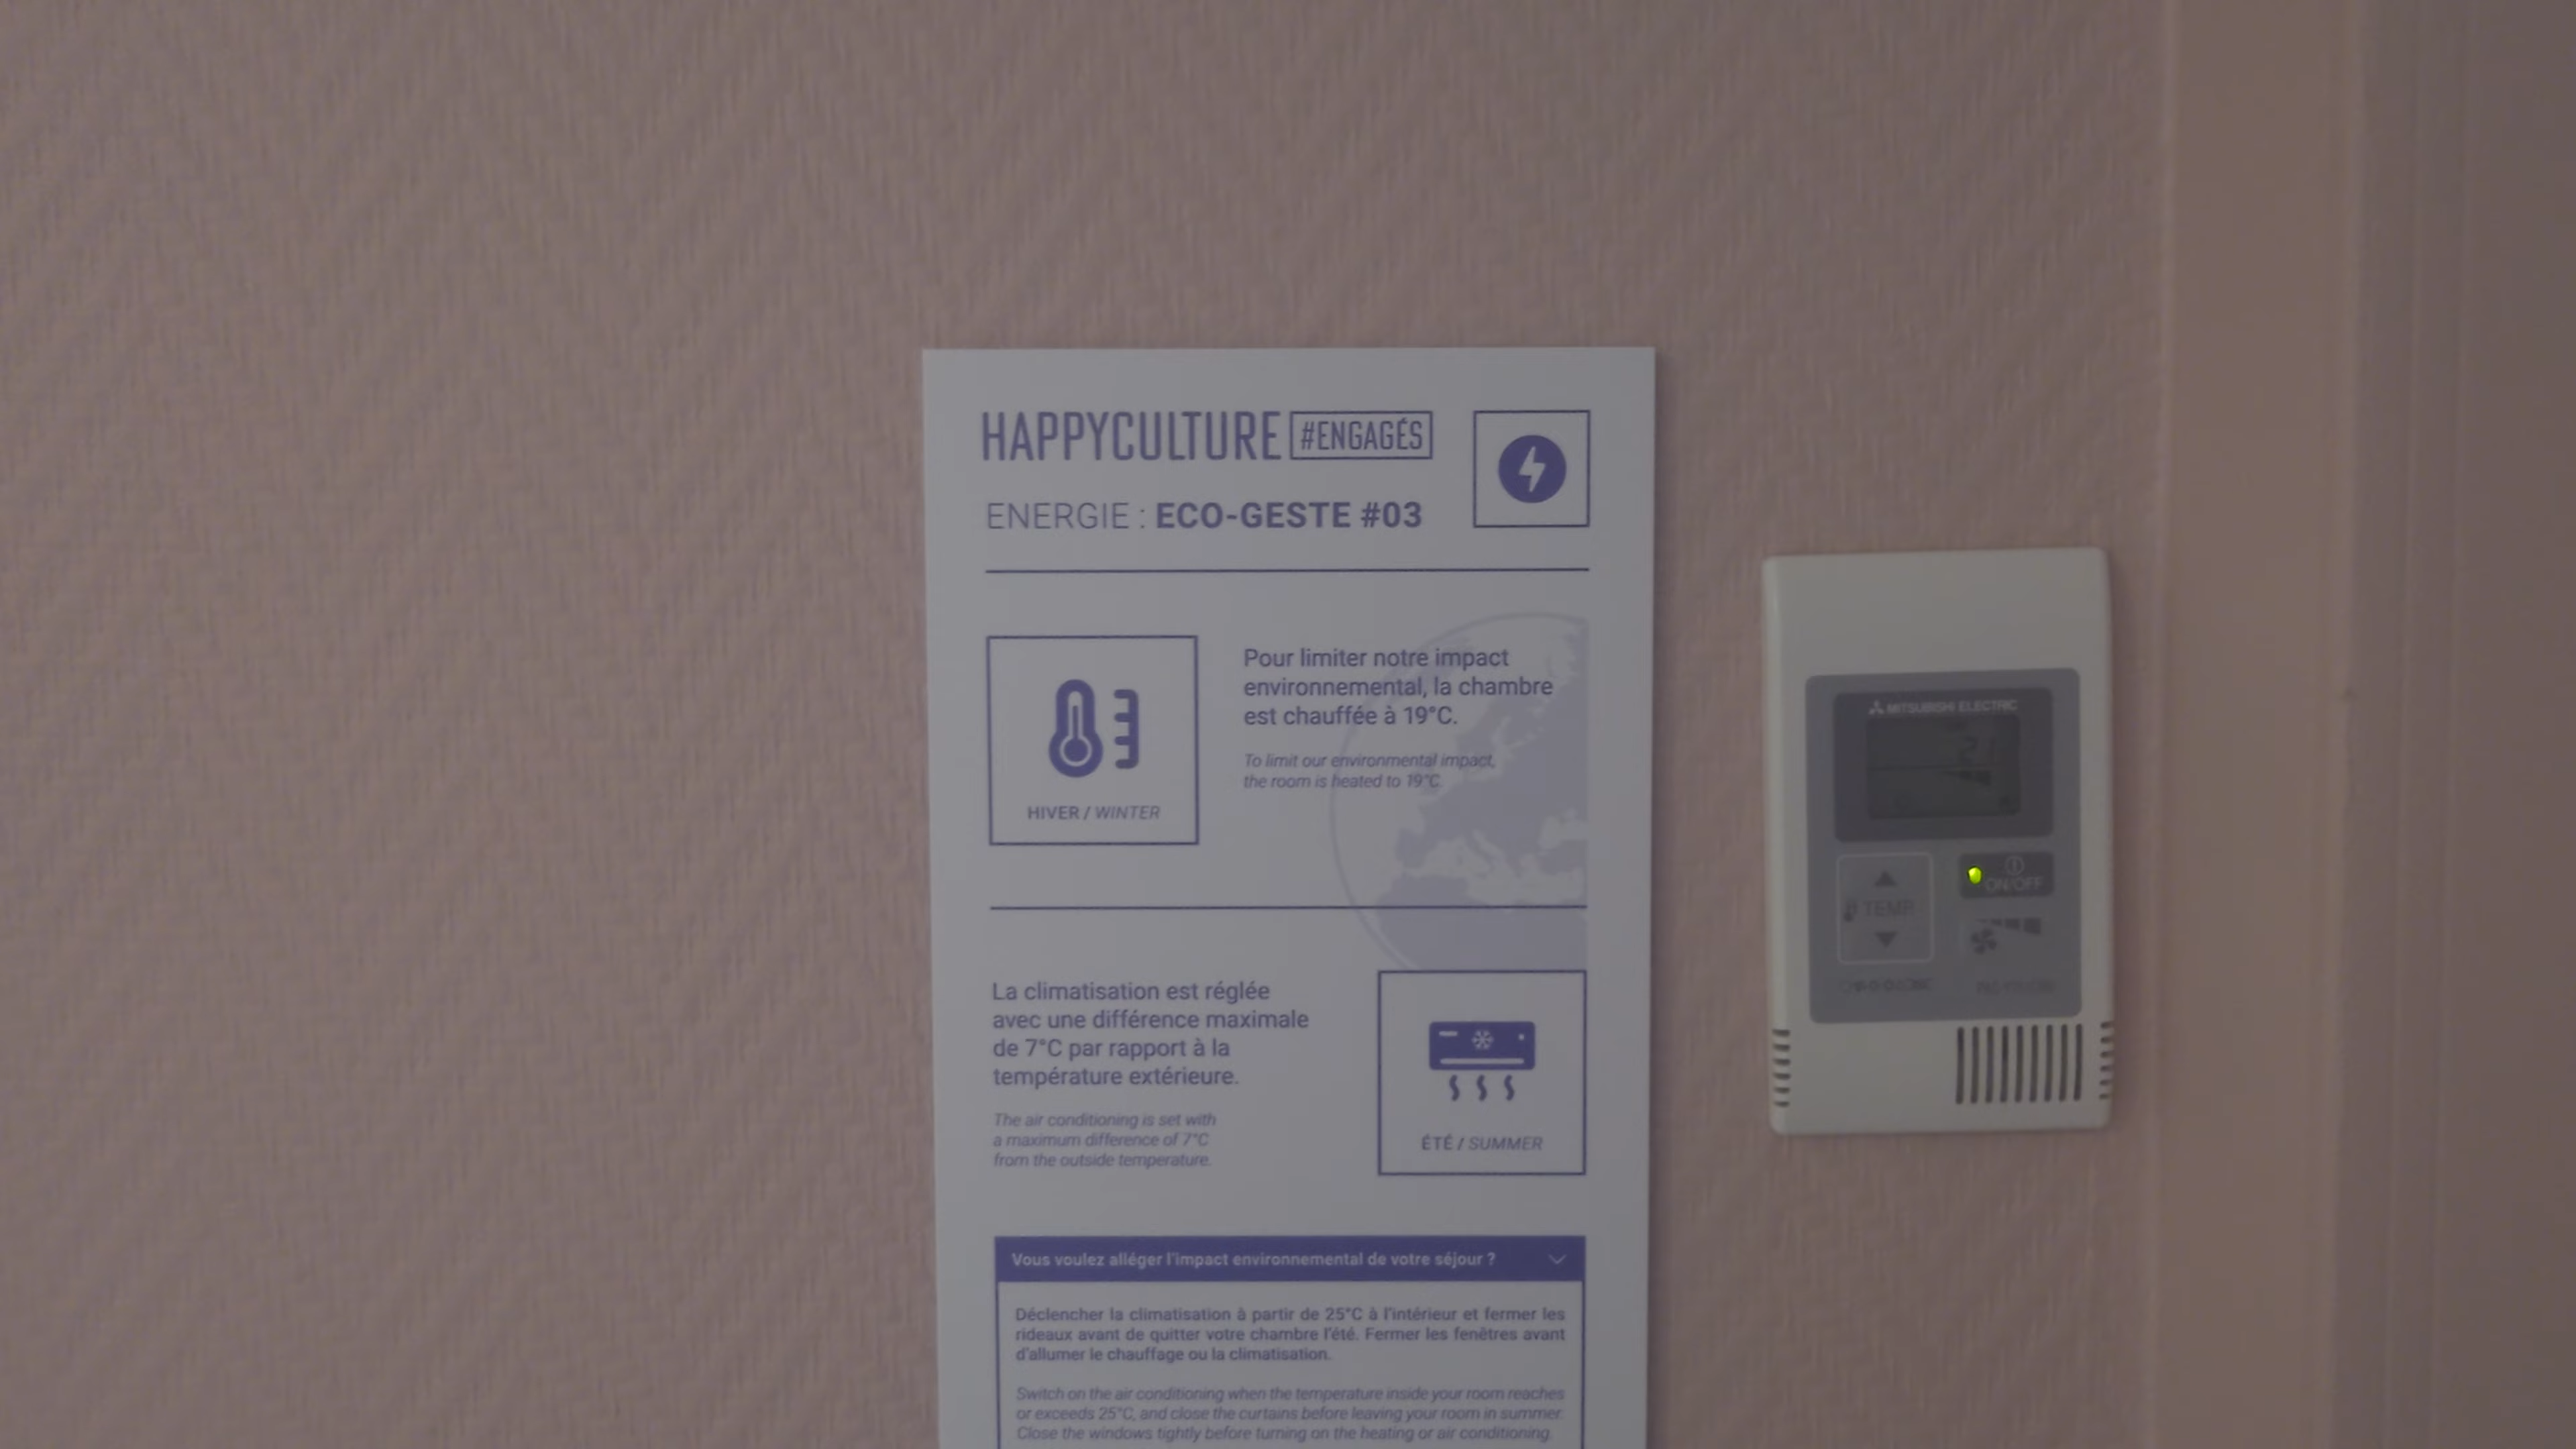 HAPPYCULTURE #ENGAGÉS
ENERGIE : ECO-GESTE #03
Pour limiter notre impact
environnemental, la chambre
est chauffée à 19°C.
To limit our environmental impact,
the room is heated to 19°C.
HIVER / WINTER
La climatisation est réglée
avec une différence maximale
de 7°C par rapport à la
température extérieure.
The air conditioning is set with
a maximum difference of 7°C
from the outside temperature.
ÉTÉ / SUMMER
Vous voulez alléger l'impact environnemental de votre séjour ?
Déclencher la climatisation à partir de 25°C à l'intérieur et fermer les
rideaux avant de quitter votre chambre l'été. Fermer les fenêtres avant
d'allumer le chauffage ou la climatisation.
Switch on the air conditioning when the temperature inside your room reaches
or exceeds 25°C, and close the curtains before leaving your room in summer.
Close the windows tightly before turning on the heating or air conditioning.
MITSUBISHI ELECTRIC
ON/OFF
TEMP.